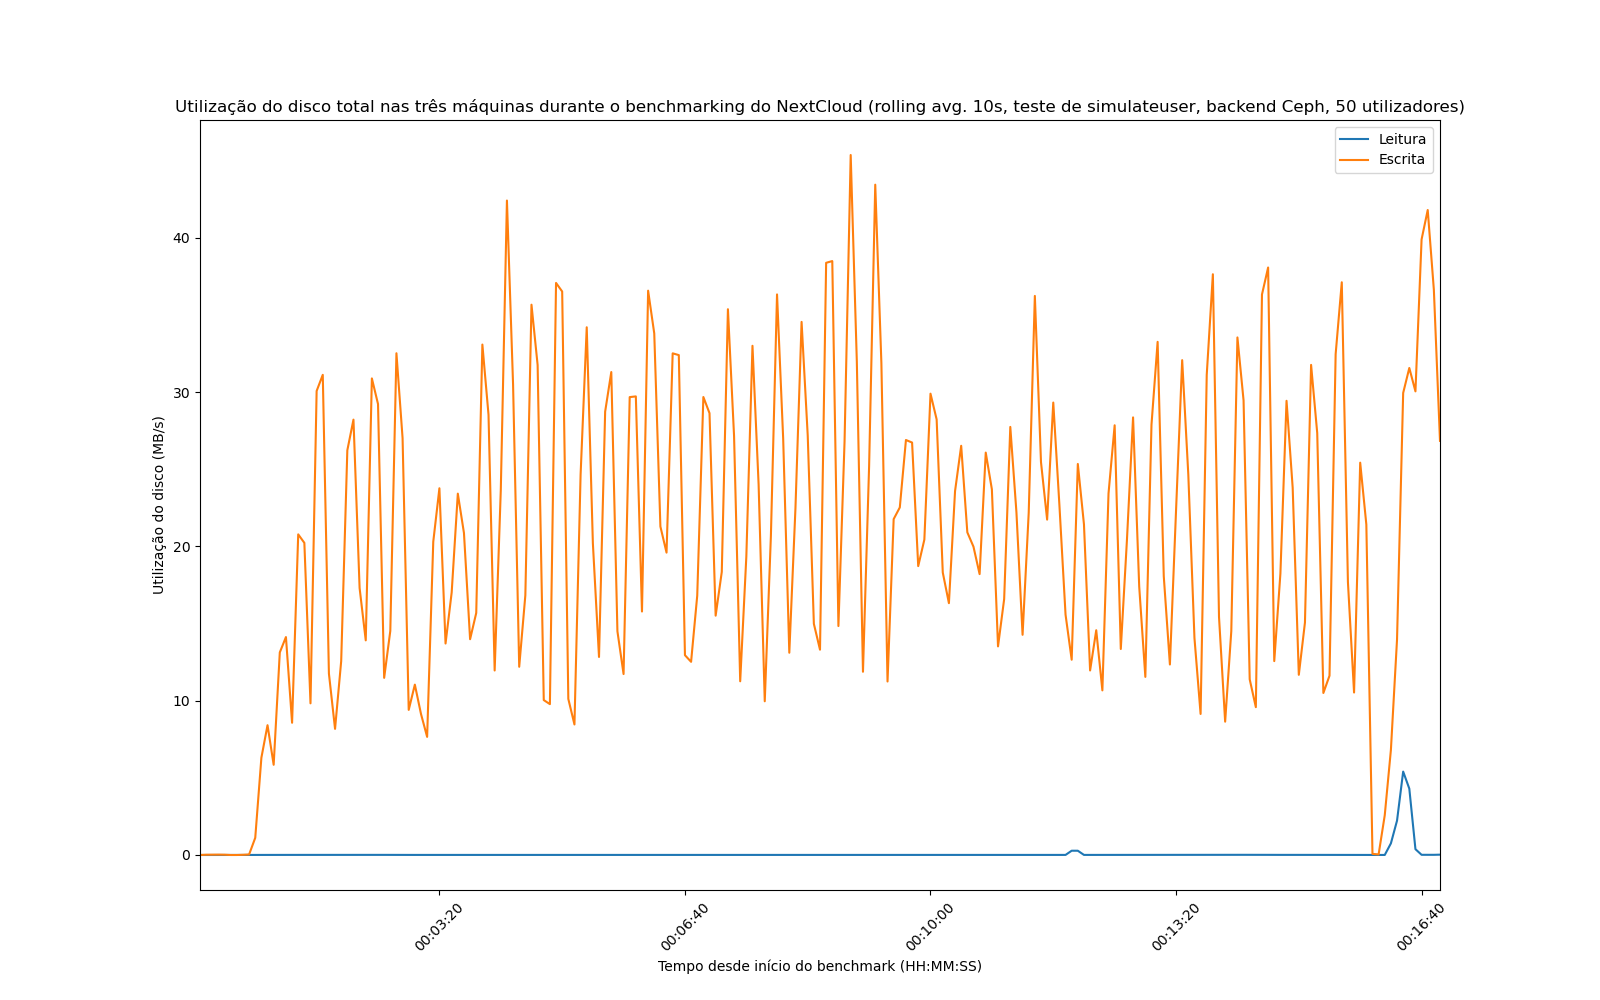 Utilização do disco total nas três máquinas durante o benchmarking do NextCloud (rolling avg. 10s, teste de simulateuser, backend Ceph, 50 utilizadores)
Leitura
Escrita
Utilização do disco (MB/s)
40
30
20
10
0
00:03:20
00:06:40
00:10:00
00:13:20
00:16:40
Tempo desde início do benchmark (HH:MM:SS)